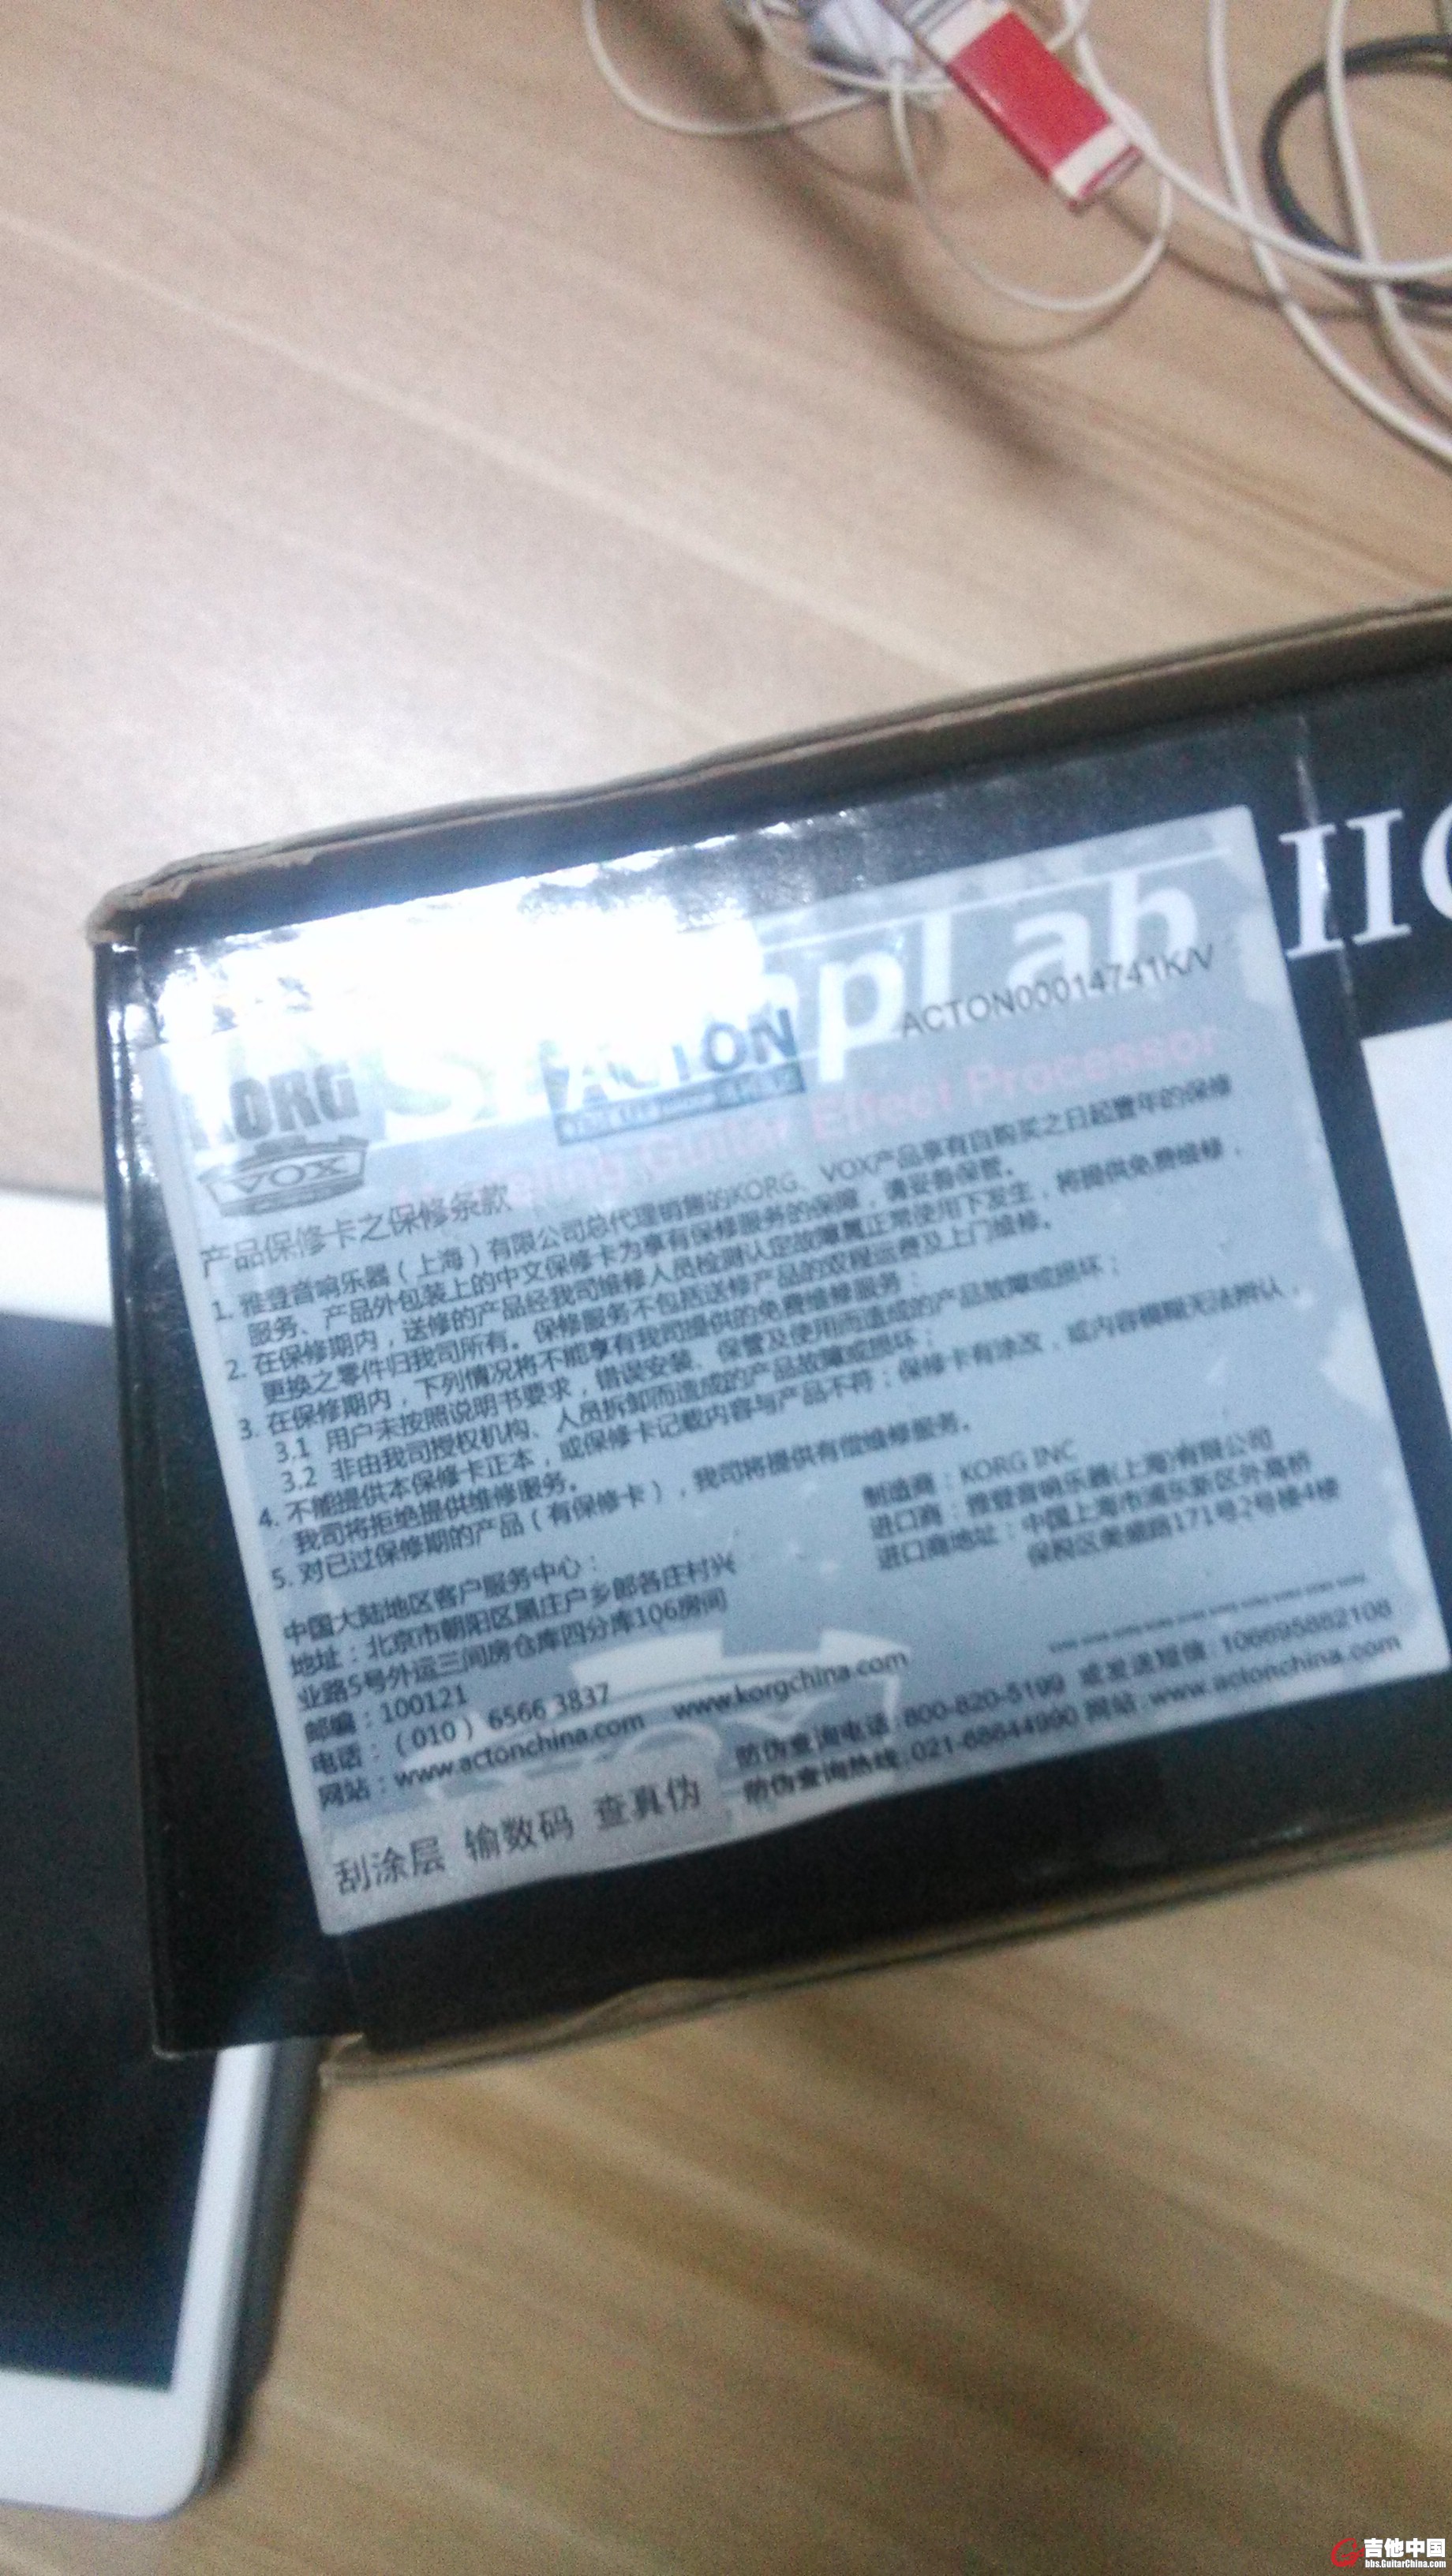 StompLab
IIG
KORG
VOX
ACTON
ACTON00014741K/V
Modeling Guitar Effect Processor
产品保修卡之保修条款
1. 雅登音响乐器（上海）有限公司总代理销售的KORG、VOX产品享有自购买之日起壹年的保修
服务、产品外包装上的中文保修卡为享有保修服务的保障，请妥善保管。
2. 在保修期内，送修的产品经我司维修人员检测认定故障属正常使用下发生，将提供免费维修，
更换之零件归我司所有。保修服务不包括送修产品的双程运费及上门维修。
3. 在保修期内，下列情况将不能享有我司提供的免费维修服务：
3.1 用户未按照说明书要求，错误安装、保管及使用而造成的产品故障或损坏；
3.2 非由我司授权机构、人员拆卸而造成的产品故障或损坏；
4. 不能提供本保修卡正本，或保修卡记载内容与产品不符；保修卡有涂改，或内容模糊无法辨认，
我司将拒绝提供维修服务。
5. 对已过保修期的产品（有保修卡），我司将提供有偿维修服务。
中国大陆地区客户服务中心：
地址：北京市朝阳区黑庄户乡郎各庄村兴
业路5号外运三间房仓库四分库106房间
邮编：100121
电话：（010）6566 3837
网站：www.actonchina.com www.korgchina.com
制造商：KORG INC
进口商：雅登音响乐器(上海)有限公司
进口商地址：中国上海市浦东新区外高桥
保税区美盛路171号2号楼4楼
刮涂层 输数码 查真伪
防伪查询电话:800-820-5199 或发送短信:106695882108
防伪查询热线:021-68644990 网站:www.actonchina.com
吉他中国
bbs.GuitarChina.com